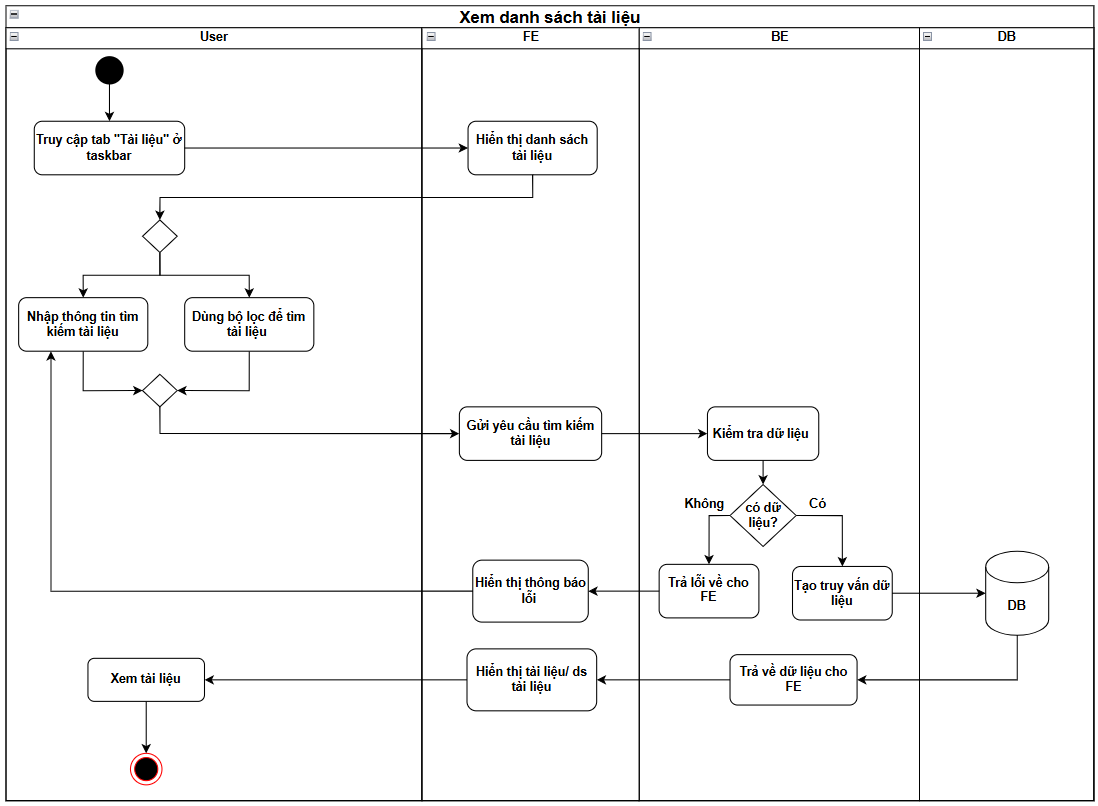 Xem danh sách tài liệu
User
FE
BE
DB
Truy cập tab "Tài liệu" ở
taskbar
Hiển thị danh sách
tài liệu
Nhập thông tin tìm
kiếm tài liệu
Dùng bộ lọc để tìm
tài liệu
Gửi yêu cầu tìm kiếm
tài liệu
Kiểm tra dữ liệu
Không
có dữ
liệu?
Có
Hiển thị thông báo
lỗi
Trả lỗi về cho
FE
Tạo truy vấn dữ
liệu
DB
Xem tài liệu
Hiển thị tài liệu/ ds
tài liệu
Trả về dữ liệu cho
FE